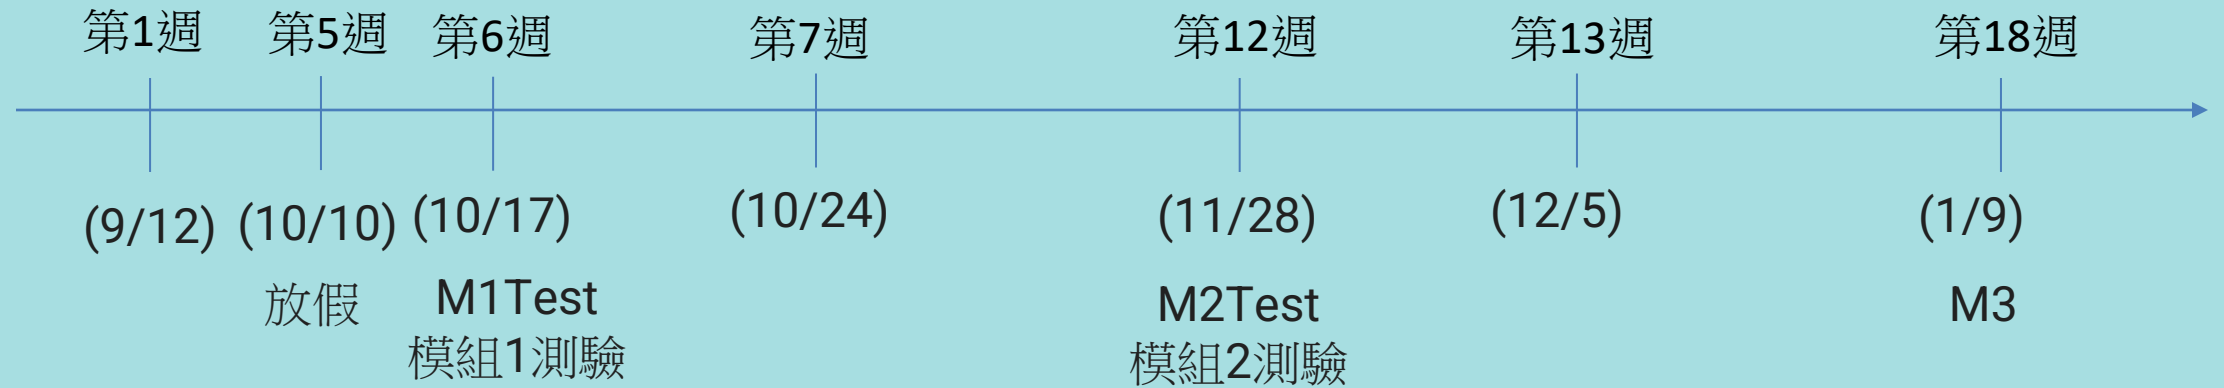 第1週 第5週 第6週 第7週 第12週 第13週 第18週
(9/12) (10/10) (10/17) (10/24) (11/28) (12/5) (1/9)
放假 M1Test M2Test M3
模組1測驗 模組2測驗